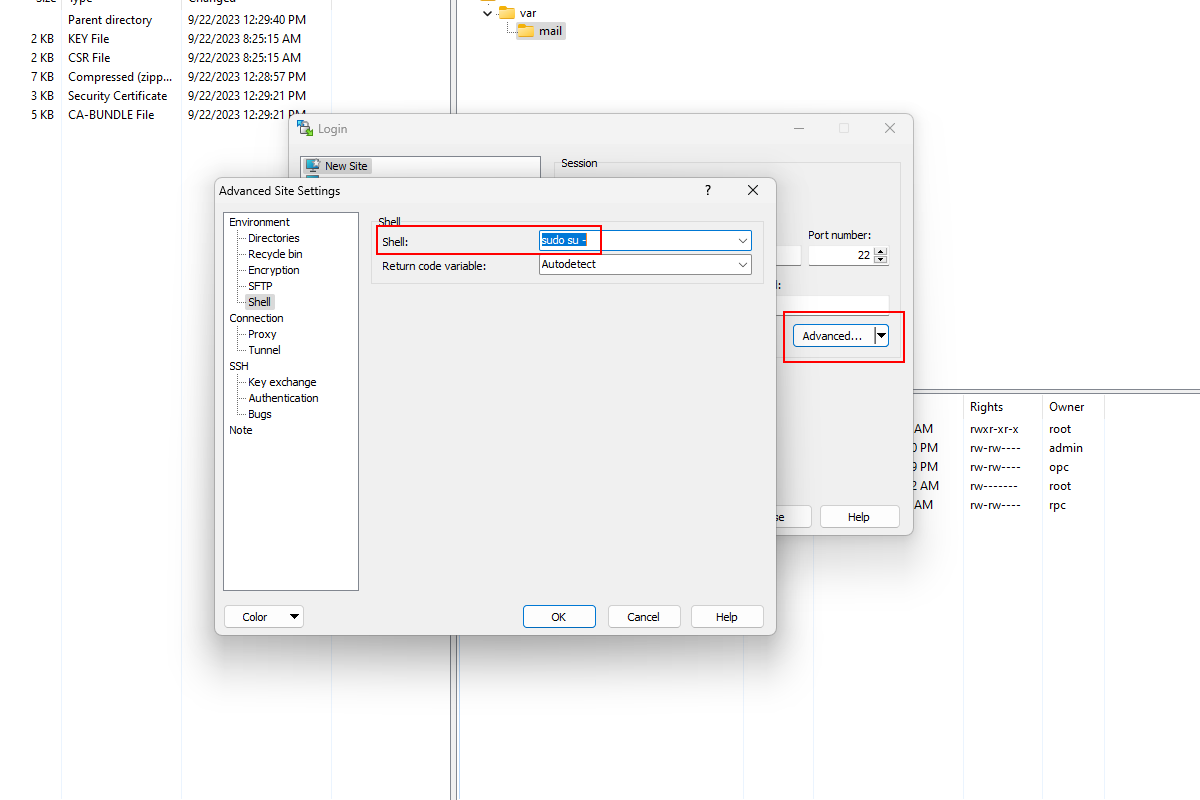 Size Type Changed
Parent directory 9/22/2023 12:29:40 PM
2 KB KEY File 9/22/2023 8:25:15 AM
2 KB CSR File 9/22/2023 8:25:15 AM
7 KB Compressed (zipp... 9/22/2023 12:28:57 PM
3 KB Security Certificate 9/22/2023 12:29:21 PM
5 KB CA-BUNDLE File 9/22/2023 12:29:21 PM
var
mail
Login
New Site
Session
Port number:
22
Advanced...
Help
Advanced Site Settings
?
Environment
Directories
Recycle bin
Encryption
SFTP
Shell
Connection
Proxy
Tunnel
SSH
Key exchange
Authentication
Bugs
Note
Shell
Shell: sudo su -
Return code variable: Autodetect
Color
OK
Cancel
Help
Rights Owner
AM rwxr-xr-x root
0 PM rw-rw---- admin
9 PM rw-rw---- opc
2 AM rw------- root
AM rw-rw---- rpc